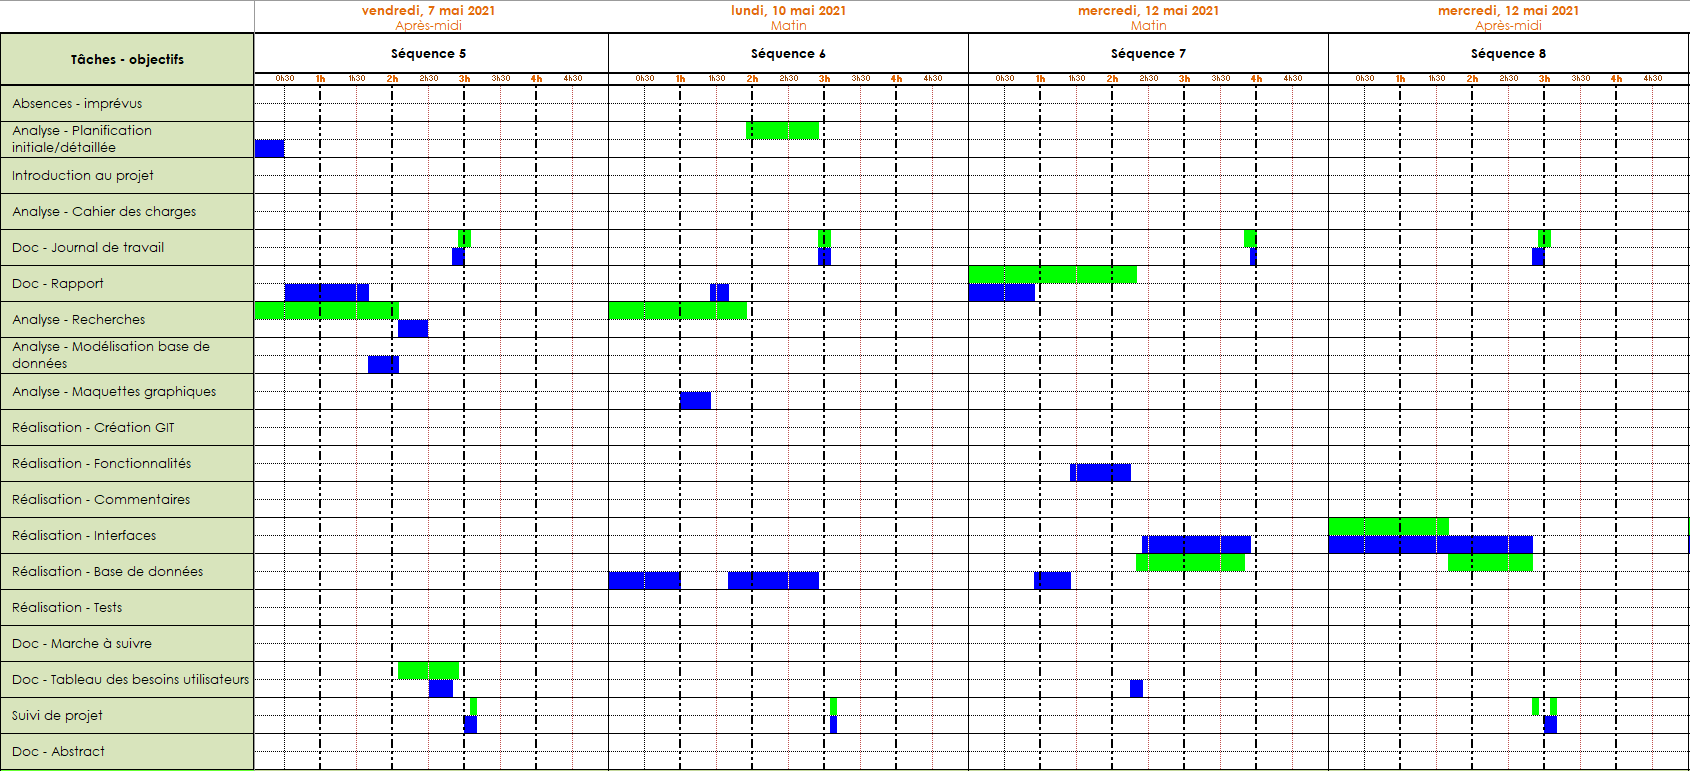 vendredi, 7 mai 2021 lundi, 10 mai 2021 mercredi, 12 mai 2021 mercredi, 12 mai 2021
Après-midi Matin Matin Après-midi
Tâches - objectifs Séquence 5 Séquence 6 Séquence 7 Séquence 8
0h30 1h 1h30 2h 2h30 3h 3h30 4h 4h30 0h30 1h 1h30 2h 2h30 3h 3h30 4h 4h30 0h30 1h 1h30 2h 2h30 3h 3h30 4h 4h30 0h30 1h 1h30 2h 2h30 3h 3h30 4h 4h30
Absences - imprévus
Analyse - Planification
initiale/détaillée
Introduction au projet
Analyse - Cahier des charges
Doc - Journal de travail
Doc - Rapport
Analyse - Recherches
Analyse - Modélisation base de
données
Analyse - Maquettes graphiques
Réalisation - Création GIT
Réalisation - Fonctionnalités
Réalisation - Commentaires
Réalisation - Interfaces
Réalisation - Base de données
Réalisation - Tests
Doc - Marche à suivre
Doc - Tableau des besoins utilisateurs
Suivi de projet
Doc - Abstract